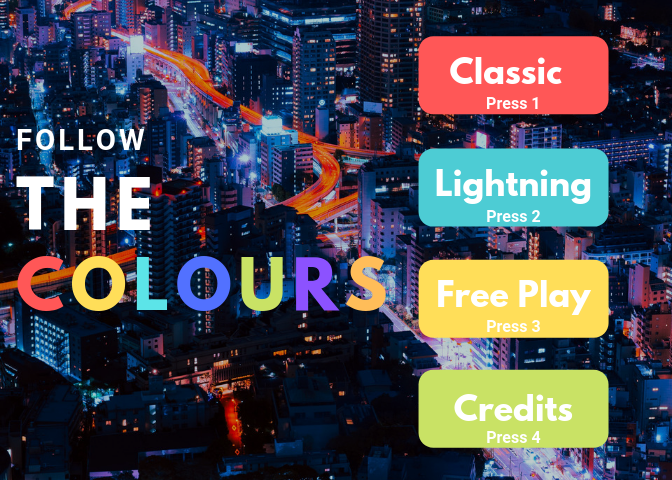 FOLLOW
THE
COLOURS
Classic
Press 1
Lightning
Press 2
Free Play
Press 3
Credits
Press 4